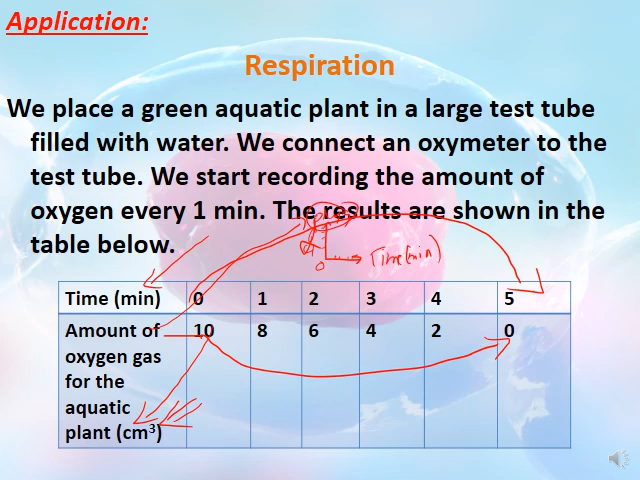 Application:
Respiration
We place a green aquatic plant in a large test tube
filled with water. We connect an oxymeter to the
test tube. We start recording the amount of
oxygen every 1 min. The results are shown in the
table below.
0
Time(min)
Time (min) 0 1 2 3 4 5
Amount of 10 8 6 4 2 0
oxygen gas
for the
aquatic
plant (cm³)